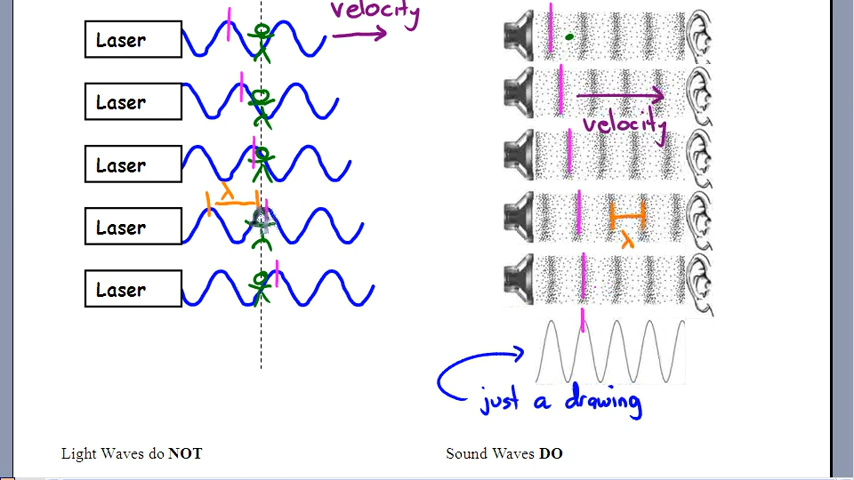 velocity
Laser
Laser
velocity
Laser
λ
Laser
λ
Laser
just a drawing
Light Waves do NOT
Sound Waves DO